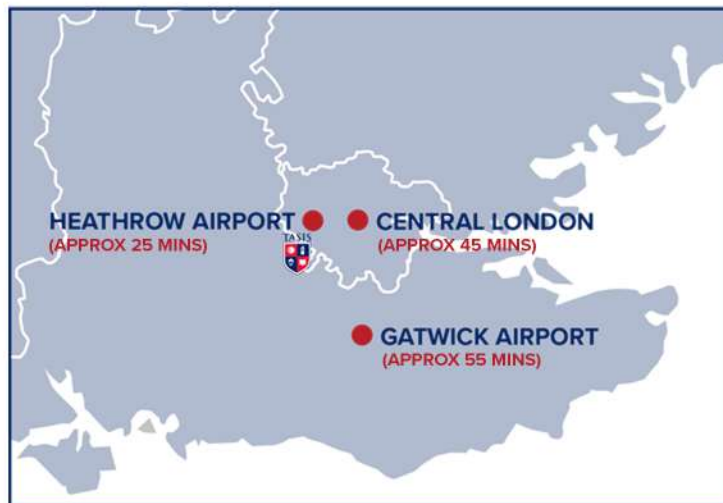 HEATHROW AIRPORT
(APPROX 25 MINS)
CENTRAL LONDON
(APPROX 45 MINS)
TASIS
GATWICK AIRPORT
(APPROX 55 MINS)